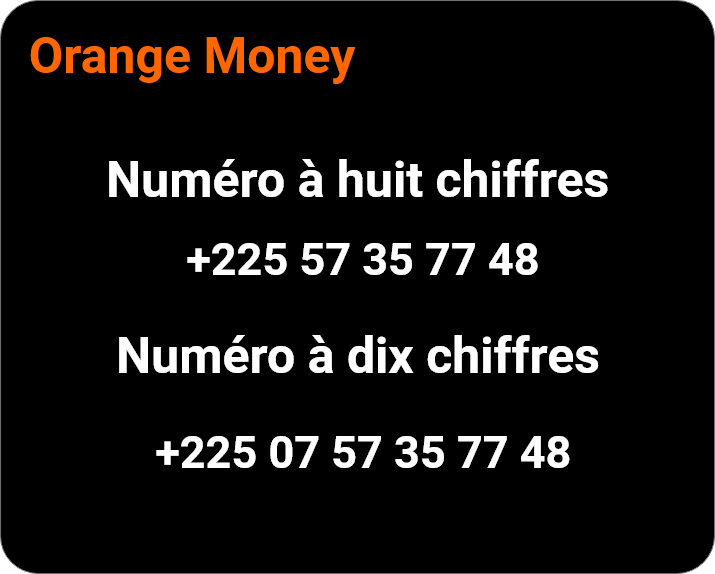 Orange Money
Numéro à huit chiffres
+225 57 35 77 48
Numéro à dix chiffres
+225 07 57 35 77 48